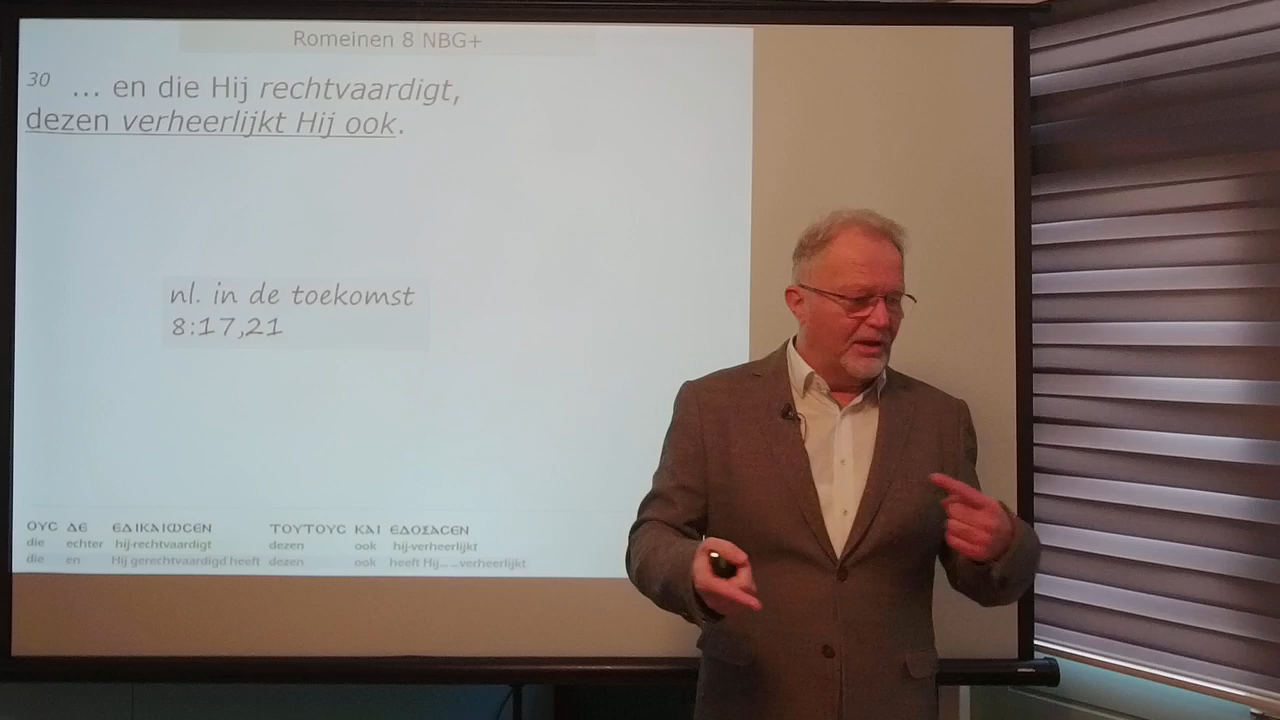 Romeinen 8 NBG+
30 ... en die Hij rechtvaardigt,
dezen verheerlijkt Hij ook.
nl. in de toekomst
8:17,21
ΟΥϹ ΔΕ ΕΔΙΚΑΙΩϹΕΝ ΤΟΥΤΟΥϹ ΚΑΙ ΕΔΟΞΑϹΕΝ
die echter hij-rechtvaardigt dezen ook hij-verheerlijkt
die en Hij gerechtvaardigd heeft dezen ook heeft Hij... ...verheerlijkt